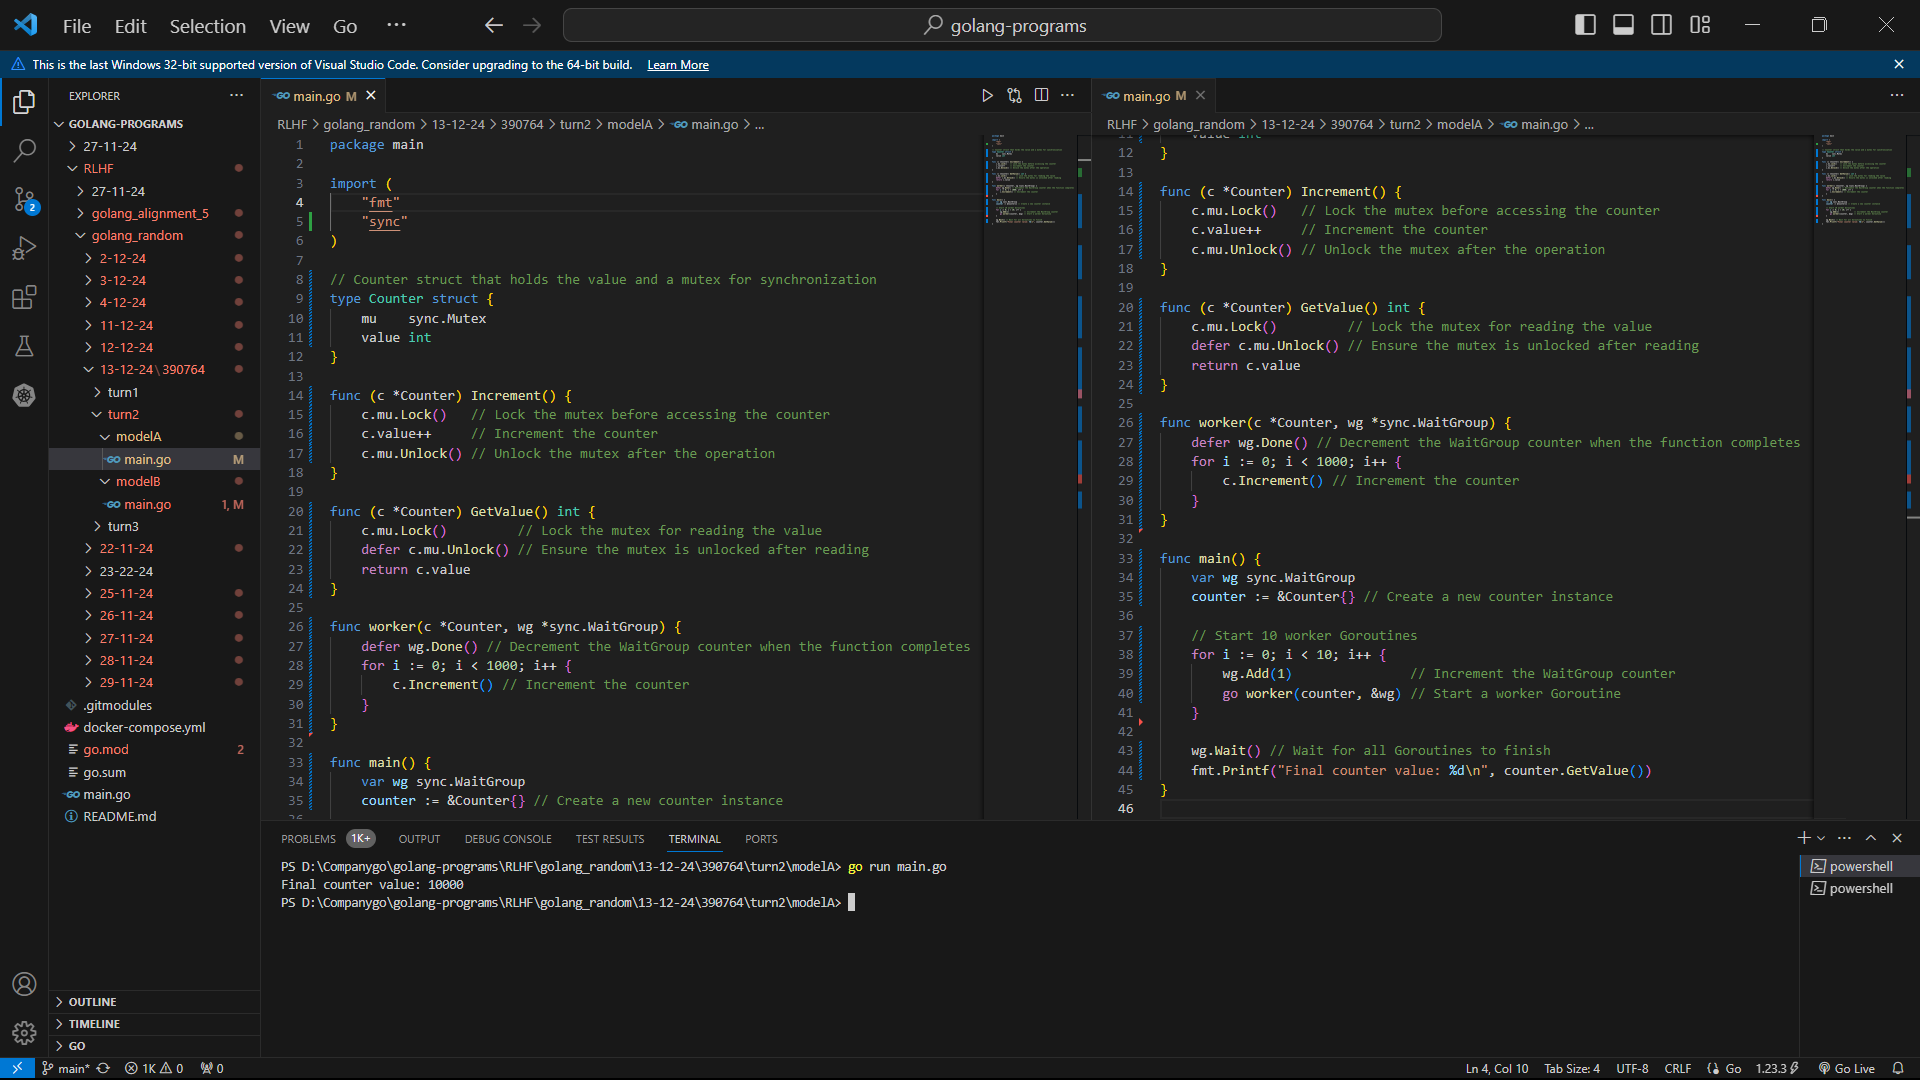 File Edit Selection View Go ···
golang-programs
This is the last Windows 32-bit supported version of Visual Studio Code. Consider upgrading to the 64-bit build. Learn More
EXPLORER ···
GOLANG-PROGRAMS
27-11-24
RLHF
27-11-24
golang_alignment_5
golang_random
2-12-24
3-12-24
4-12-24
11-12-24
12-12-24
13-12-24\390764
turn1
turn2
modelA
main.go M
modelB
main.go 1, M
turn3
22-11-24
23-22-24
25-11-24
26-11-24
27-11-24
28-11-24
29-11-24
.gitmodules
docker-compose.yml
go.mod 2
go.sum
main.go
README.md
OUTLINE
TIMELINE
GO
main.go M
RLHF > golang_random > 13-12-24 > 390764 > turn2 > modelA > main.go > ...
1 package main
2
3 import (
4 "fmt"
5 "sync"
6 )
7
8 // Counter struct that holds the value and a mutex for synchronization
9 type Counter struct {
10 mu sync.Mutex
11 value int
12 }
13
14 func (c *Counter) Increment() {
15 c.mu.Lock() // Lock the mutex before accessing the counter
16 c.value++ // Increment the counter
17 c.mu.Unlock() // Unlock the mutex after the operation
18 }
19
20 func (c *Counter) GetValue() int {
21 c.mu.Lock() // Lock the mutex for reading the value
22 defer c.mu.Unlock() // Ensure the mutex is unlocked after reading
23 return c.value
24 }
25
26 func worker(c *Counter, wg *sync.WaitGroup) {
27 defer wg.Done() // Decrement the WaitGroup counter when the function completes
28 for i := 0; i < 1000; i++ {
29 c.Increment() // Increment the counter
30 }
31 }
32
33 func main() {
34 var wg sync.WaitGroup
35 counter := &Counter{} // Create a new counter instance
36
main.go M
RLHF > golang_random > 13-12-24 > 390764 > turn2 > modelA > main.go > ...
11 value int
12 }
13
14 func (c *Counter) Increment() {
15 c.mu.Lock() // Lock the mutex before accessing the counter
16 c.value++ // Increment the counter
17 c.mu.Unlock() // Unlock the mutex after the operation
18 }
19
20 func (c *Counter) GetValue() int {
21 c.mu.Lock() // Lock the mutex for reading the value
22 defer c.mu.Unlock() // Ensure the mutex is unlocked after reading
23 return c.value
24 }
25
26 func worker(c *Counter, wg *sync.WaitGroup) {
27 defer wg.Done() // Decrement the WaitGroup counter when the function completes
28 for i := 0; i < 1000; i++ {
29 c.Increment() // Increment the counter
30 }
31 }
32
33 func main() {
34 var wg sync.WaitGroup
35 counter := &Counter{} // Create a new counter instance
36
37 // Start 10 worker Goroutines
38 for i := 0; i < 10; i++ {
39 wg.Add(1) // Increment the WaitGroup counter
40 go worker(counter, &wg) // Start a worker Goroutine
41 }
42
43 wg.Wait() // Wait for all Goroutines to finish
44 fmt.Printf("Final counter value: %d\n", counter.GetValue())
45 }
46
PROBLEMS 1K+ OUTPUT DEBUG CONSOLE TEST RESULTS TERMINAL PORTS
PS D:\Companygo\golang-programs\RLHF\golang_random\13-12-24\390764\turn2\modelA> go run main.go
Final counter value: 10000
PS D:\Companygo\golang-programs\RLHF\golang_random\13-12-24\390764\turn2\modelA>
powershell
powershell
2
main* 1K 0 0 Ln 4, Col 10 Tab Size: 4 UTF-8 CRLF Go 1.23.3 Go Live